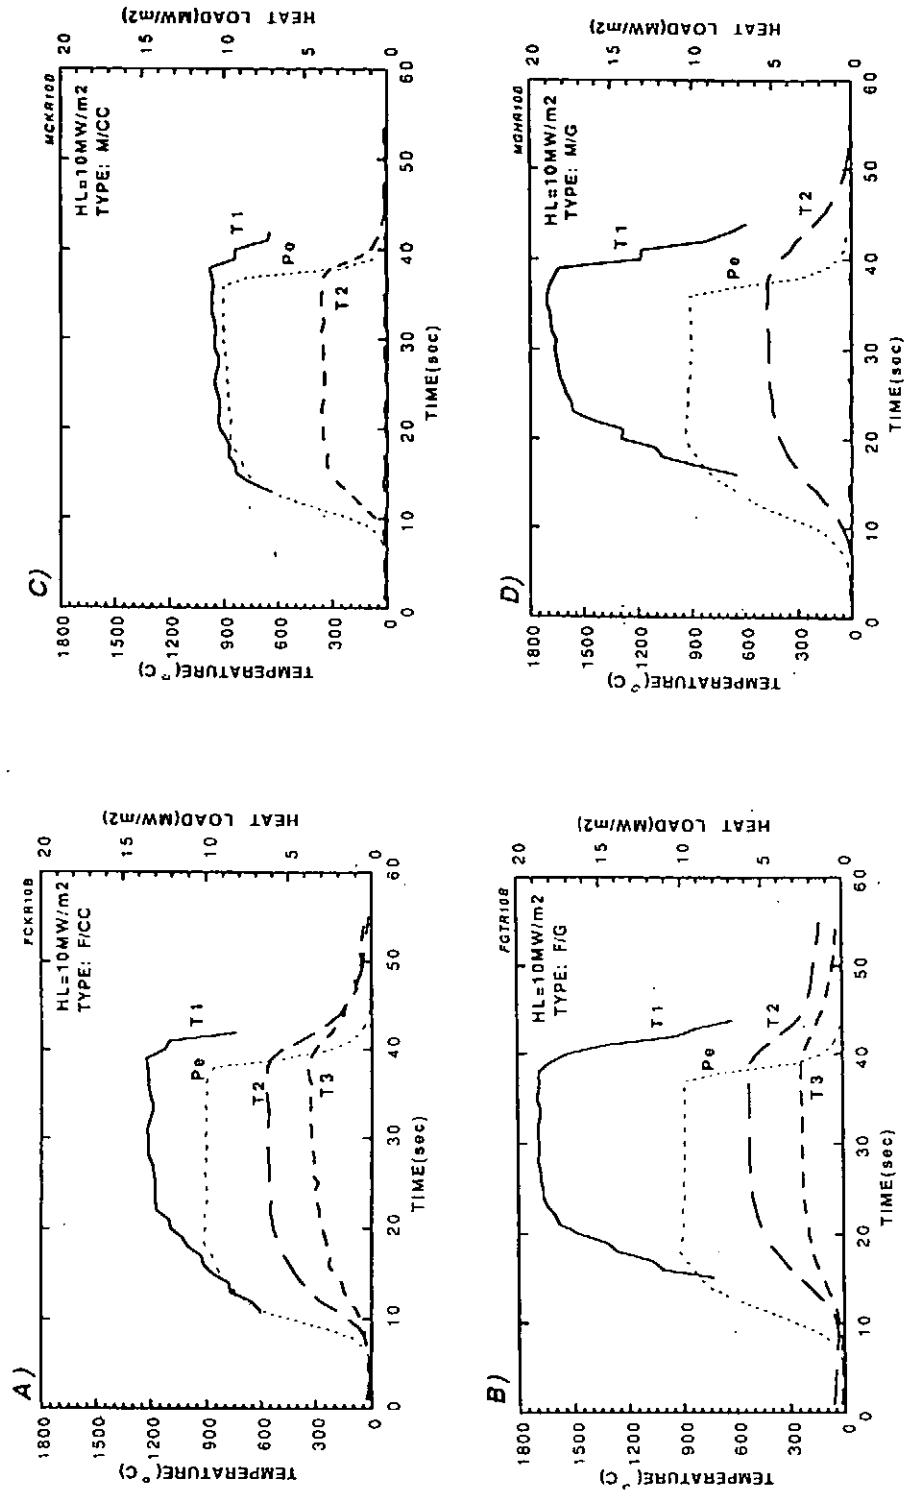 A)
FCKR10B
HL=10MW/m2
TYPE: F/CC
T1
Pe
T2
T3
1800
1500
1200
900
600
300
0
TEMPERATURE(°C)
20
15
10
5
0
HEAT LOAD(MW/m2)
0
10
20
30
40
50
60
TIME(sec)
B)
FGTR10B
HL=10MW/m2
TYPE: F/G
T1
Pe
T2
T3
1800
1500
1200
900
600
300
0
TEMPERATURE(°C)
20
15
10
5
0
HEAT LOAD(MW/m2)
0
10
20
30
40
50
60
TIME(sec)
C)
MCKR10D
HL=10MW/m2
TYPE: M/CC
T1
Pe
T2
1800
1500
1200
900
600
300
0
TEMPERATURE(°C)
20
15
10
5
0
HEAT LOAD(MW/m2)
0
10
20
30
40
50
60
TIME(sec)
D)
MGHR10B
HL=10MW/m2
TYPE: M/G
T1
Pe
T2
1800
1500
1200
900
600
300
0
TEMPERATURE(°C)
20
15
10
5
0
HEAT LOAD(MW/m2)
0
10
20
30
40
50
60
TIME(sec)